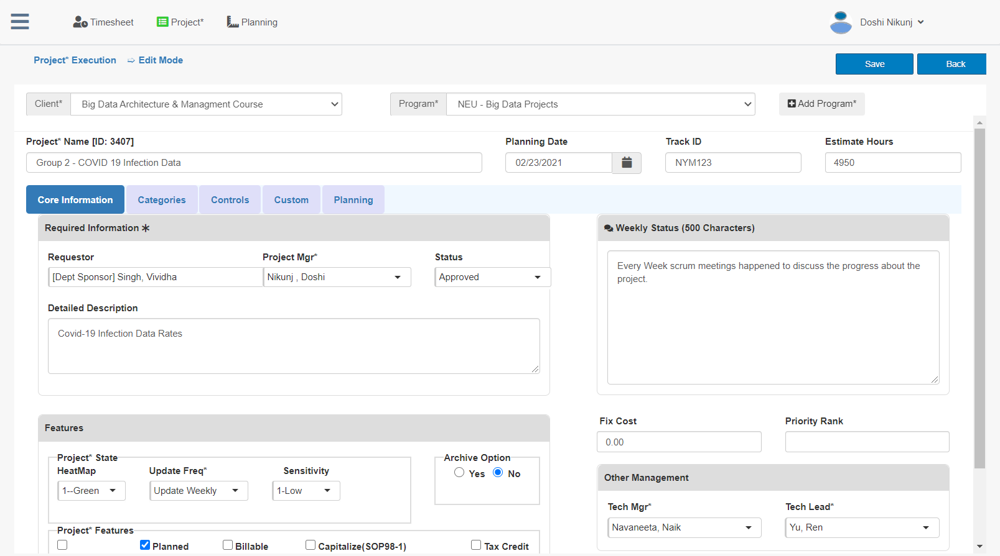 Timesheet Project* Planning Doshi Nikunj
Project* Execution ⇨ Edit Mode Save Back
Client* Big Data Architecture & Managment Course Program* NEU - Big Data Projects Add Program*
Project* Name [ID: 3407] Planning Date Track ID Estimate Hours
Group 2 - COVID 19 Infection Data 02/23/2021 NYM123 4950
Core Information Categories Controls Custom Planning
Required Information
Requestor Project Mgr* Status
[Dept Sponsor] Singh, Vividha Nikunj , Doshi Approved
Detailed Description
Covid-19 Infection Data Rates
Weekly Status (500 Characters)
Every Week scrum meetings happened to discuss the progress about the
project.
Features
Project* State
HeatMap Update Freq* Sensitivity
1--Green Update Weekly 1-Low
Archive Option
Yes No
Project* Features
Planned Billable Capitalize(SOP98-1) Tax Credit
Fix Cost Priority Rank
0.00
Other Management
Tech Mgr* Tech Lead*
Navaneeta, Naik Yu, Ren